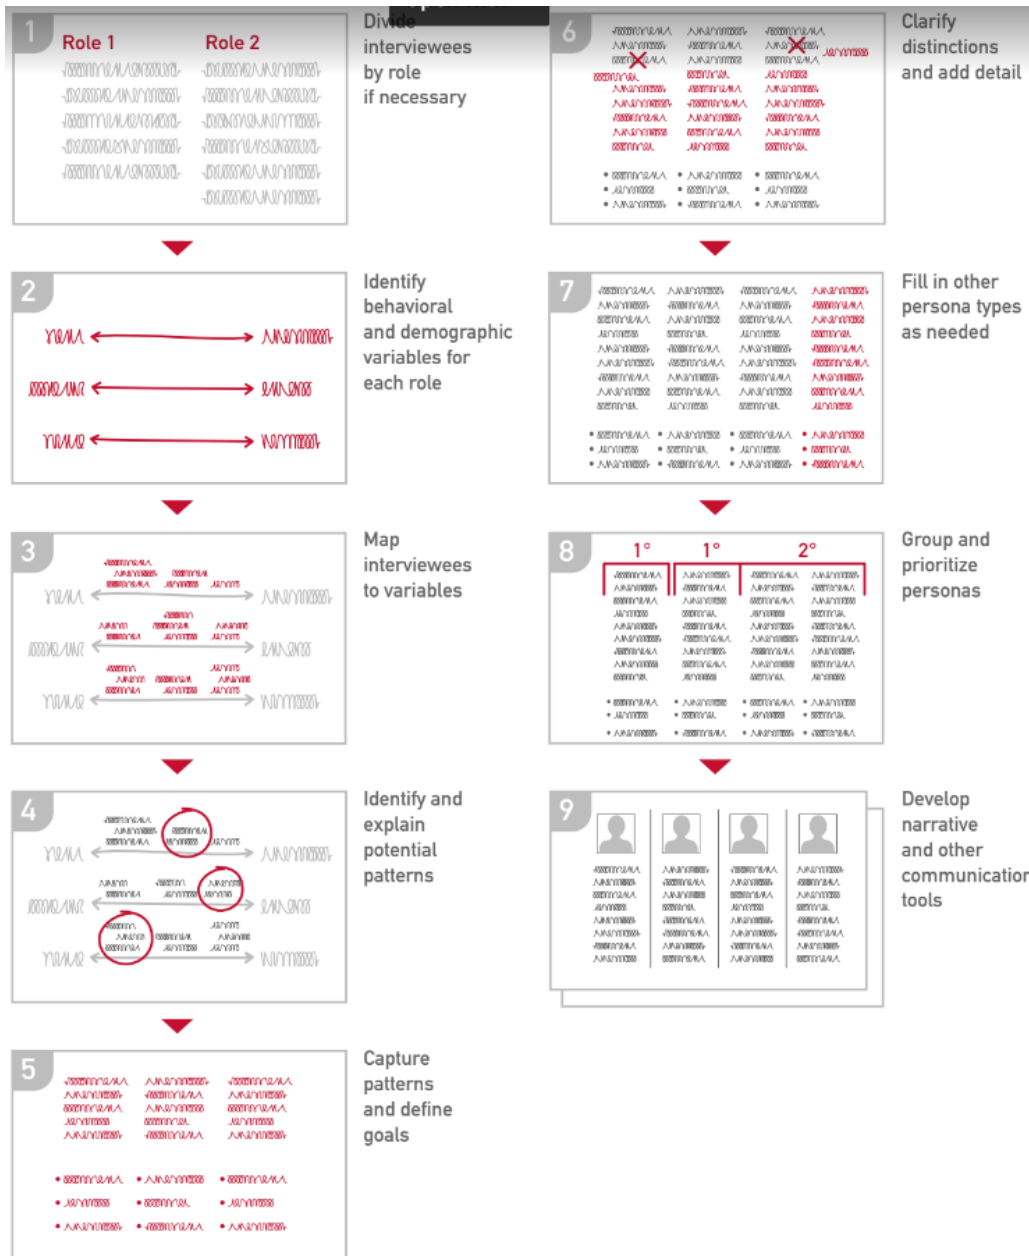 1
Role 1 Role 2
Divide
interviewees
by role
if necessary
2
Identify
behavioral
and demographic
variables for
each role
3
Map
interviewees
to variables
4
Identify and
explain
potential
patterns
5
Capture
patterns
and define
goals
6
Clarify
distinctions
and add detail
7
Fill in other
persona types
as needed
8
1° 1° 2°
Group and
prioritize
personas
9
Develop
narrative
and other
communication
tools